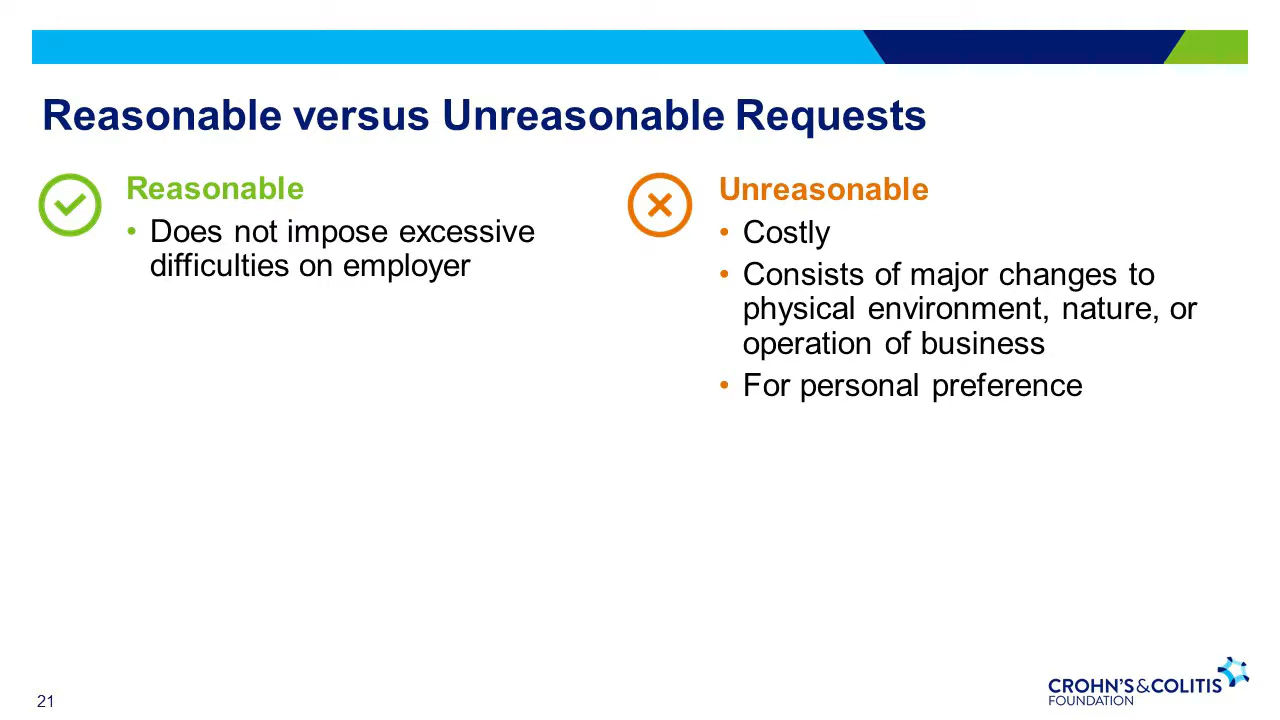 Reasonable versus Unreasonable Requests
Reasonable
• Does not impose excessive
difficulties on employer
Unreasonable
• Costly
• Consists of major changes to
physical environment, nature, or
operation of business
• For personal preference
21
CROHN'S&COLITIS
FOUNDATION